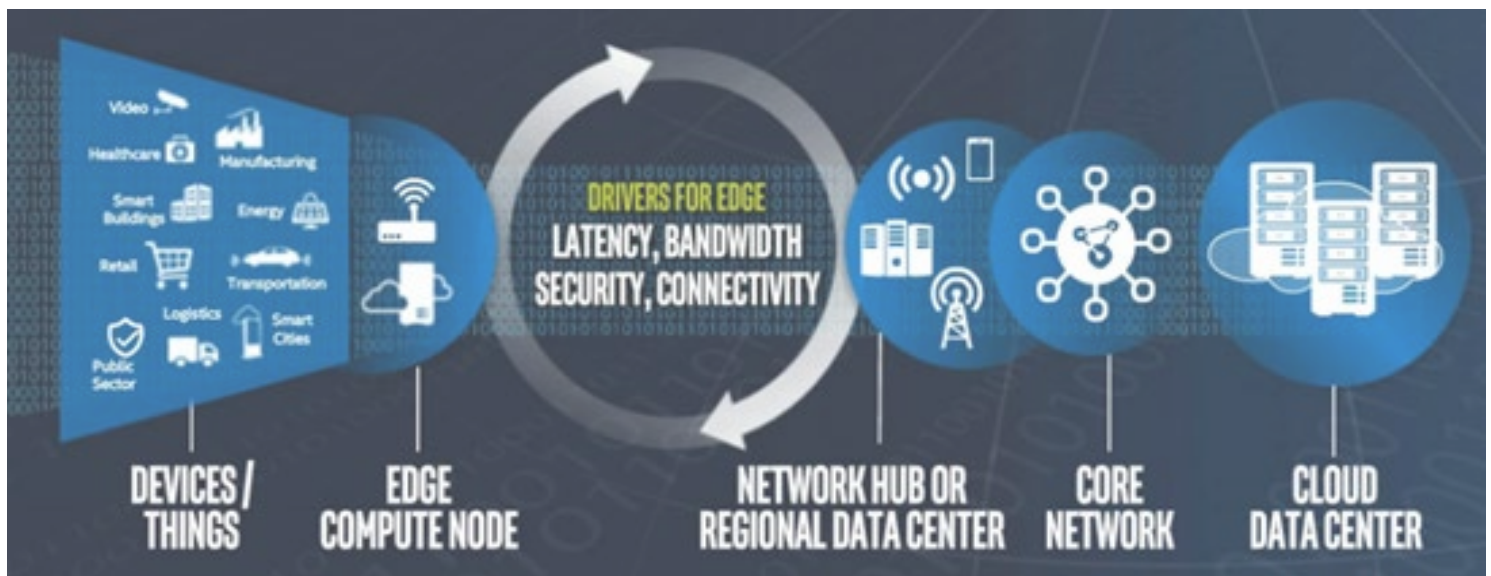 Video
Healthcare
Manufacturing
Smart
Buildings
Energy
Retail
Transportation
Logistics
Smart
Cities
Public
Sector
DRIVERS FOR EDGE
LATENCY, BANDWIDTH
SECURITY, CONNECTIVITY
DEVICES /
THINGS
EDGE
COMPUTE NODE
NETWORK HUB OR
REGIONAL DATA CENTER
CORE
NETWORK
CLOUD
DATA CENTER